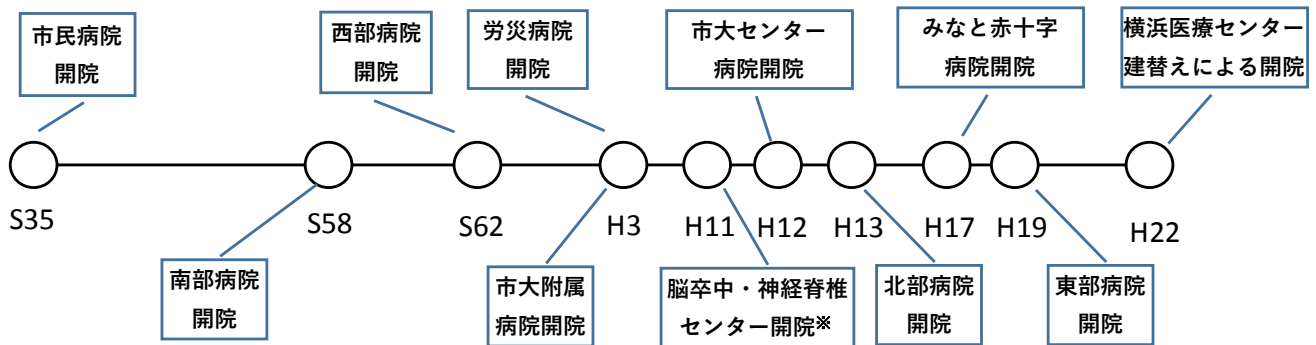 市民病院
開院
西部病院
開院
労災病院
開院
市大センター
病院開院
みなと赤十字
病院開院
横浜医療センター
建替えによる開院
S35
S58
S62
H3
H11
H12
H13
H17
H19
H22
南部病院
開院
市大附属
病院開院
脳卒中・神経脊椎
センター開院※
北部病院
開院
東部病院
開院